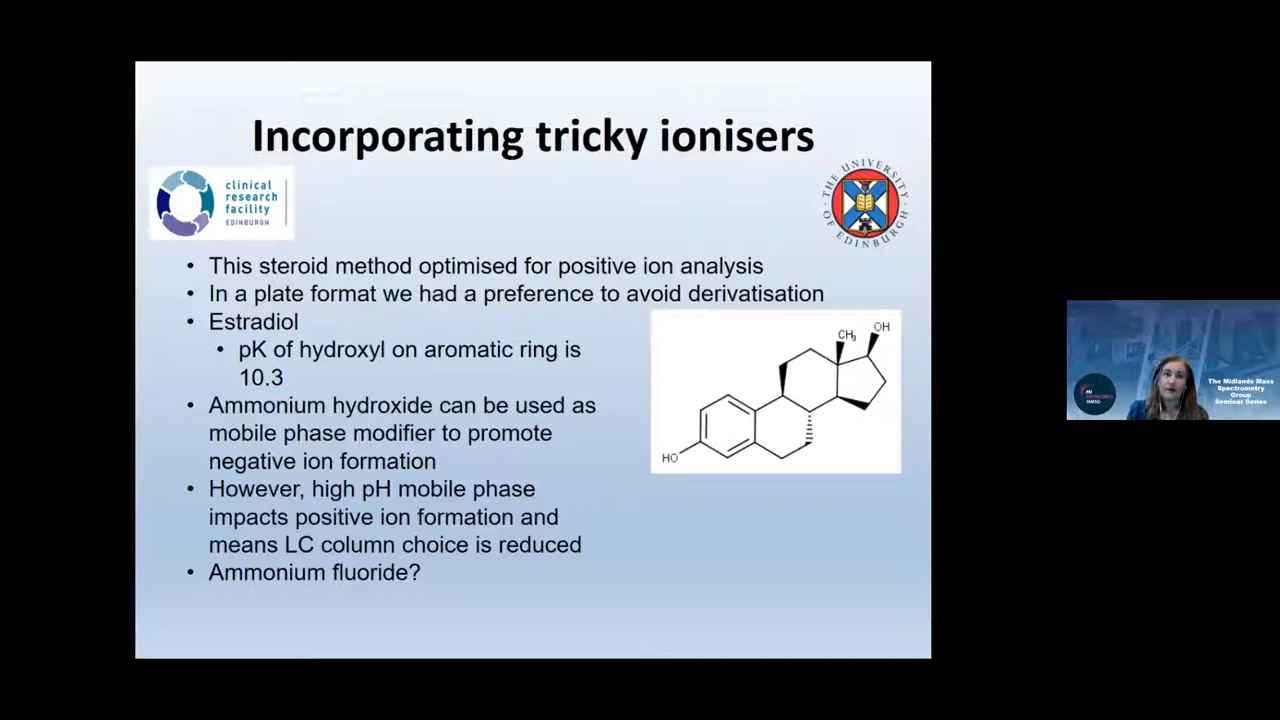 Incorporating tricky ionisers
clinical
research
facility
EDINBURGH
THE UNIVERSITY
OF EDINBURGH
• This steroid method optimised for positive ion analysis
• In a plate format we had a preference to avoid derivatisation
• Estradiol
• pK of hydroxyl on aromatic ring is
10.3
• Ammonium hydroxide can be used as
mobile phase modifier to promote
negative ion formation
• However, high pH mobile phase
impacts positive ion formation and
means LC column choice is reduced
• Ammonium fluoride?
CH3
OH
HO
The Midlands Mass
Spectrometry
Group
Seminar Series